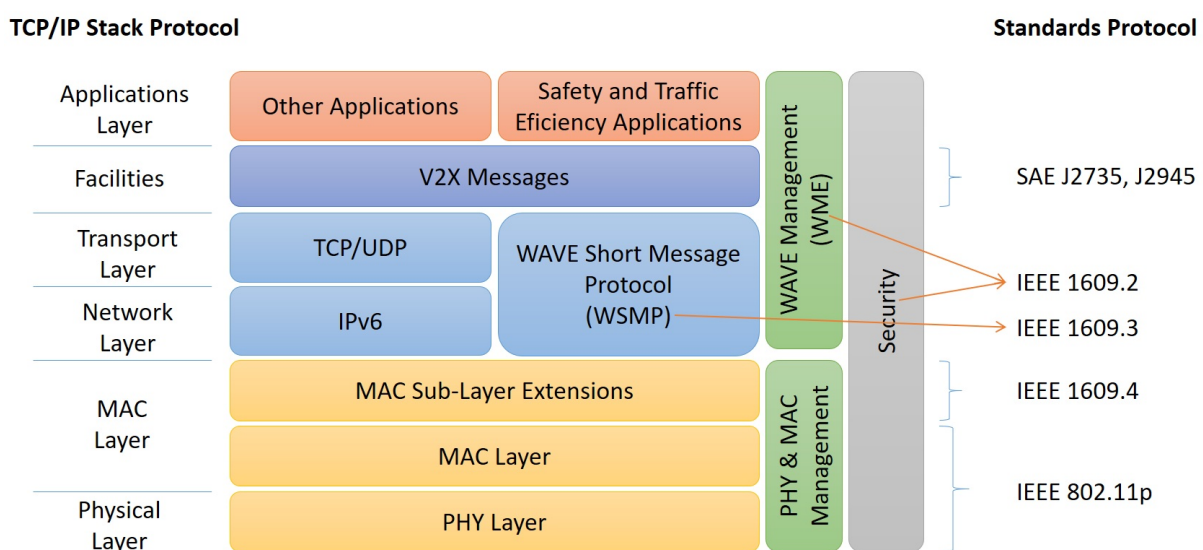 TCP/IP Stack Protocol
Standards Protocol
Applications
Layer
Other Applications
Safety and Traffic
Eficiency Applications
Facilities
V2X Messages
SAE J2735, J2945
Transport
Layer
TCP/UDP
WAVE Short Message
Protocol
(WSMP)
Network
Layer
IPv6
WAVE Management
(WME)
Security
IEEE 1609.2
IEEE 1609.3
MAC
Layer
MAC Sub-Layer Extensions
IEEE 1609.4
MAC Layer
PHY & MAC
Management
IEEE 802.11p
Physical
Layer
PHY Layer